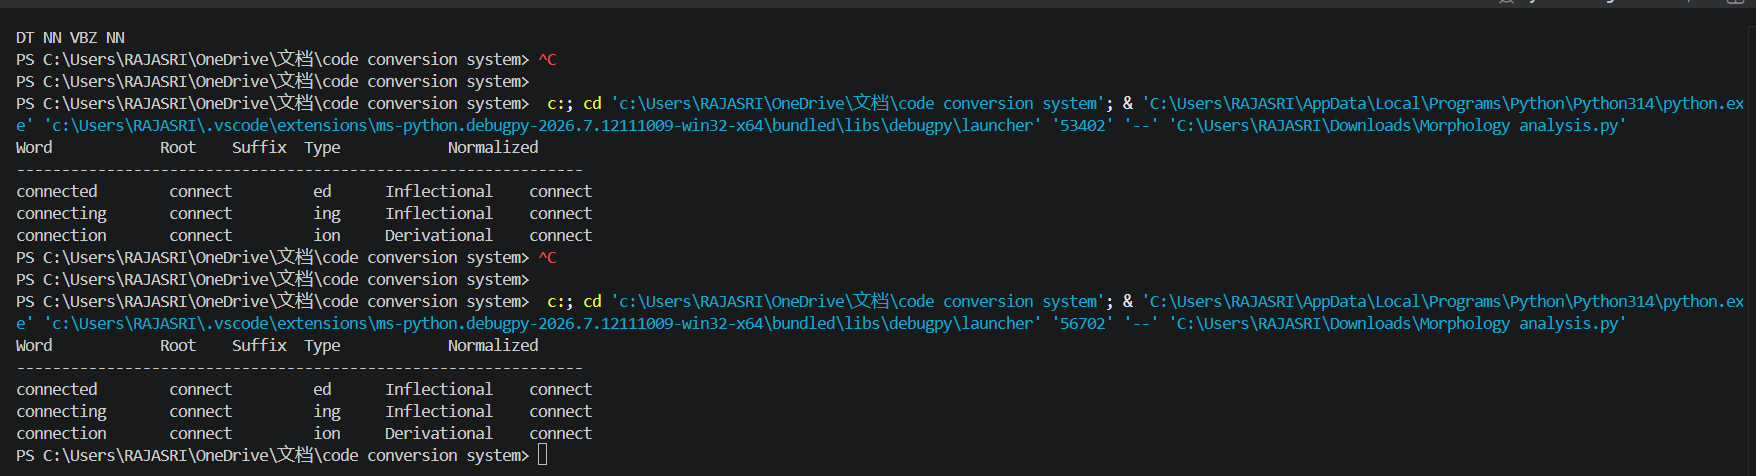 DT NN VBZ NN
PS C:\Users\RAJASRI\OneDrive\文档\code conversion system> ^C
PS C:\Users\RAJASRI\OneDrive\文档\code conversion system>
PS C:\Users\RAJASRI\OneDrive\文档\code conversion system>  c:; cd 'c:\Users\RAJASRI\OneDrive\文档\code conversion system'; & 'C:\Users\RAJASRI\AppData\Local\Programs\Python\Python314\python.ex
e' 'c:\Users\RAJASRI\.vscode\extensions\ms-python.debugpy-2026.7.12111009-win32-x64\bundled\libs\debugpy\launcher' '53402' '--' 'C:\Users\RAJASRI\Downloads\Morphology analysis.py'
Word            Root    Suffix  Type            Normalized
---------------------------------------------------------------
connected        connect         ed      Inflectional    connect
connecting       connect         ing     Inflectional    connect
connection       connect         ion     Derivational    connect
PS C:\Users\RAJASRI\OneDrive\文档\code conversion system> ^C
PS C:\Users\RAJASRI\OneDrive\文档\code conversion system>
PS C:\Users\RAJASRI\OneDrive\文档\code conversion system>  c:; cd 'c:\Users\RAJASRI\OneDrive\文档\code conversion system'; & 'C:\Users\RAJASRI\AppData\Local\Programs\Python\Python314\python.ex
e' 'c:\Users\RAJASRI\.vscode\extensions\ms-python.debugpy-2026.7.12111009-win32-x64\bundled\libs\debugpy\launcher' '56702' '--' 'C:\Users\RAJASRI\Downloads\Morphology analysis.py'
Word            Root    Suffix  Type            Normalized
---------------------------------------------------------------
connected        connect         ed      Inflectional    connect
connecting       connect         ing     Inflectional    connect
connection       connect         ion     Derivational    connect
PS C:\Users\RAJASRI\OneDrive\文档\code conversion system>